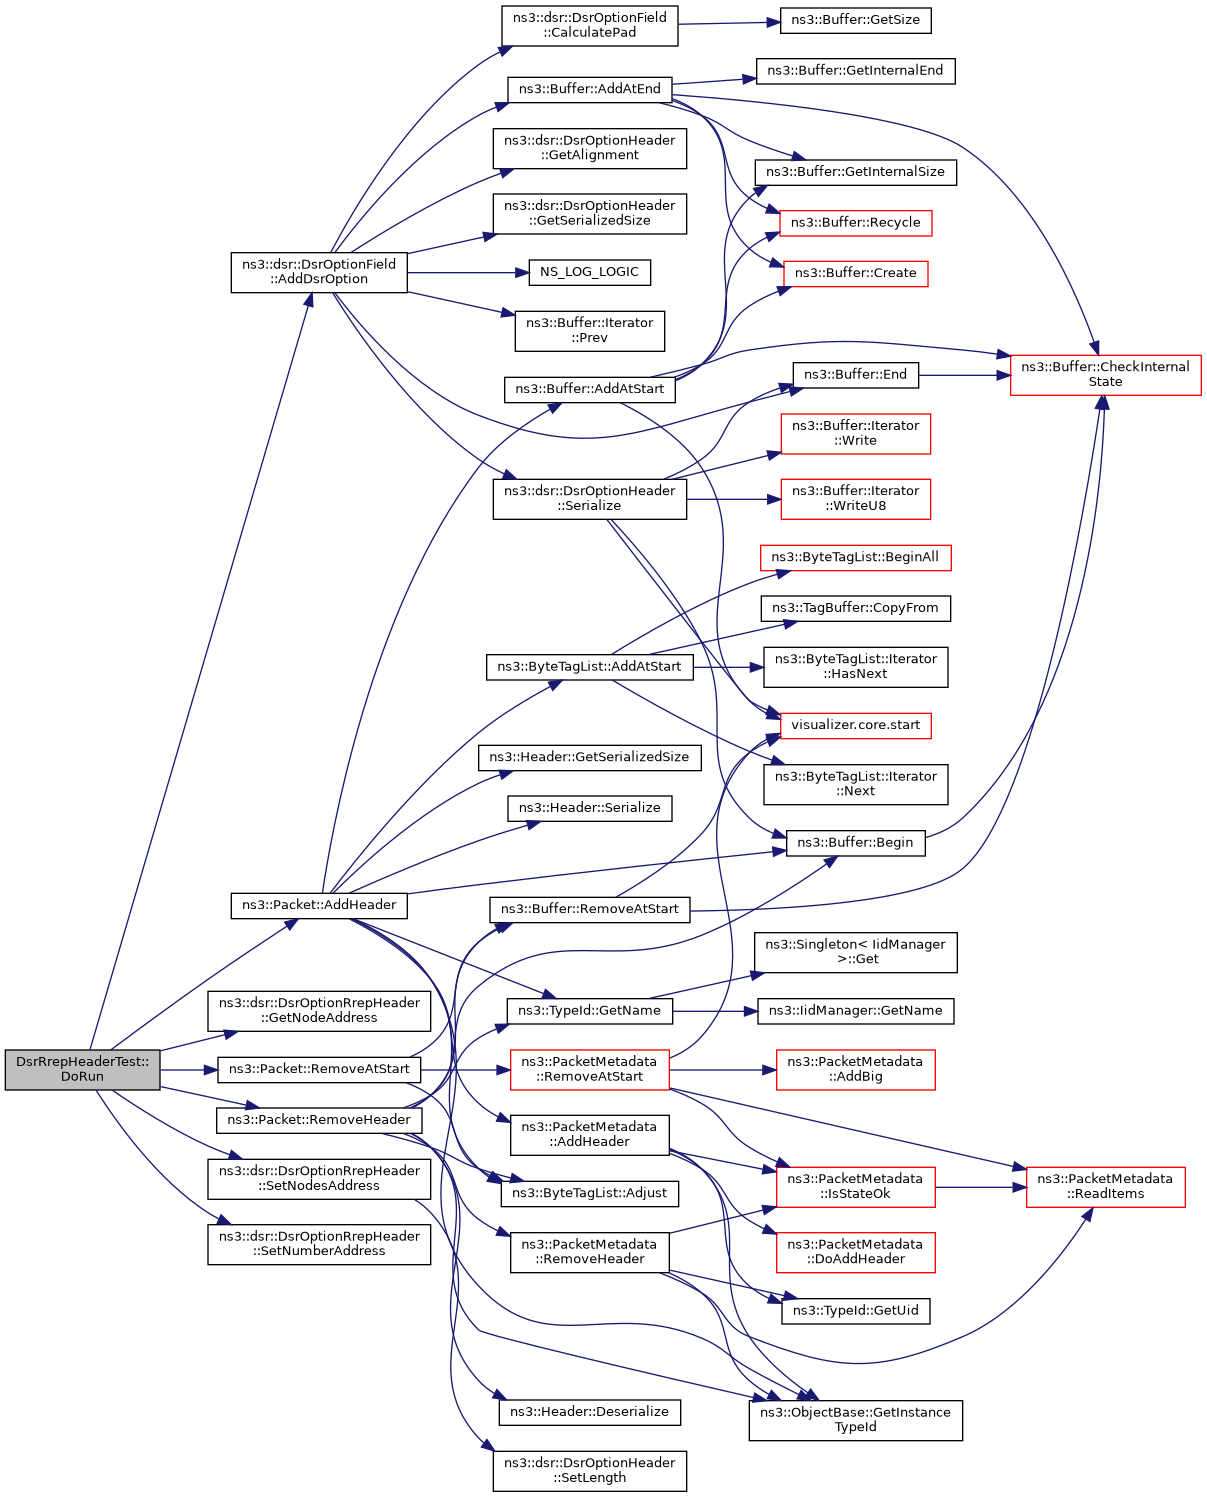 DsrRrepHeaderTest::
DoRun
ns3::dsr::DsrOptionField
::AddDsrOption
ns3::Packet::AddHeader
ns3::dsr::DsrOptionRrepHeader
::GetNodeAddress
ns3::Packet::RemoveAtStart
ns3::Packet::RemoveHeader
ns3::dsr::DsrOptionRrepHeader
::SetNodesAddress
ns3::dsr::DsrOptionRrepHeader
::SetNumberAddress
ns3::dsr::DsrOptionField
::CalculatePad
ns3::Buffer::AddAtEnd
ns3::dsr::DsrOptionHeader
::GetAlignment
ns3::dsr::DsrOptionHeader
::GetSerializedSize
NS_LOG_LOGIC
ns3::Buffer::Iterator
::Prev
ns3::Buffer::AddAtStart
ns3::dsr::DsrOptionHeader
::Serialize
ns3::ByteTagList::AddAtStart
ns3::Header::GetSerializedSize
ns3::Header::Serialize
ns3::Buffer::RemoveAtStart
ns3::TypeId::GetName
ns3::PacketMetadata
::RemoveAtStart
ns3::PacketMetadata
::AddHeader
ns3::ByteTagList::Adjust
ns3::PacketMetadata
::RemoveHeader
ns3::Header::Deserialize
ns3::dsr::DsrOptionHeader
::SetLength
ns3::Buffer::GetSize
ns3::Buffer::GetInternalEnd
ns3::Buffer::GetInternalSize
ns3::Buffer::Recycle
ns3::Buffer::Create
ns3::Buffer::End
ns3::Buffer::Iterator
::Write
ns3::Buffer::Iterator
::WriteU8
ns3::ByteTagList::BeginAll
ns3::TagBuffer::CopyFrom
ns3::ByteTagList::Iterator
::HasNext
visualizer.core.start
ns3::ByteTagList::Iterator
::Next
ns3::Buffer::Begin
ns3::Singleton< IidManager
>::Get
ns3::IidManager::GetName
ns3::PacketMetadata
::AddBig
ns3::PacketMetadata
::IsStateOk
ns3::PacketMetadata
::DoAddHeader
ns3::TypeId::GetUid
ns3::ObjectBase::GetInstance
TypeId
ns3::Buffer::CheckInternal
State
ns3::PacketMetadata
::ReadItems